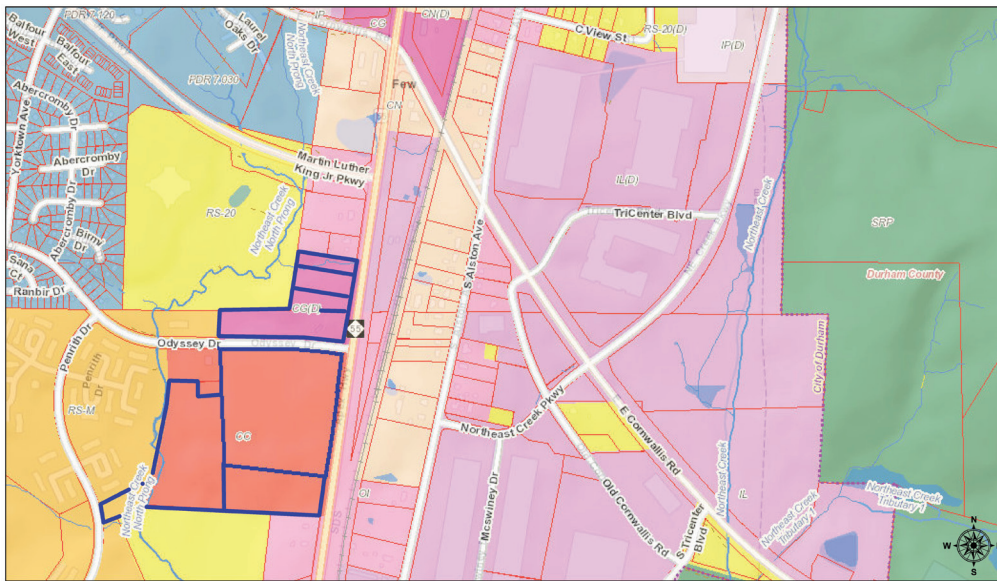 PDR 7.120
Balfour
West
Balfour
East
Laurel
Oaks Dr
Northeast Creek
North Prong
CG
CN(D)
C View St
RS-20(D)
IP(D)
PDR 7.030
Few
CN
Yorktown Ave
Abercromby Dr
Abercromby
Dr
Abercromby Dr
Birny
Dr
Sana
Ct
Ranbir Dr
Martin Luther
King Jr Pkwy
RS-20
Northeast Creek
North Prong
S Alston Ave
IL(D)
TriCenter Blvd
Northeast Creek
SRP
Durham County
City of Durham
CG(D)
55
Odyssey Dr
Odyssey Dr
Penrith Dr
Penrith
Dr
RS-M
CC
Northeast Creek Pkwy
E Cornwallis Rd
Old Cornwallis Rd
Mcswiney Dr
OI
Northeast Creek
North Prong
S Tricenter
Blvd
Northeast Creek
IL
Northeast Creek
Tributary
Northeast Creek
Tributary 1
N
W
E
S